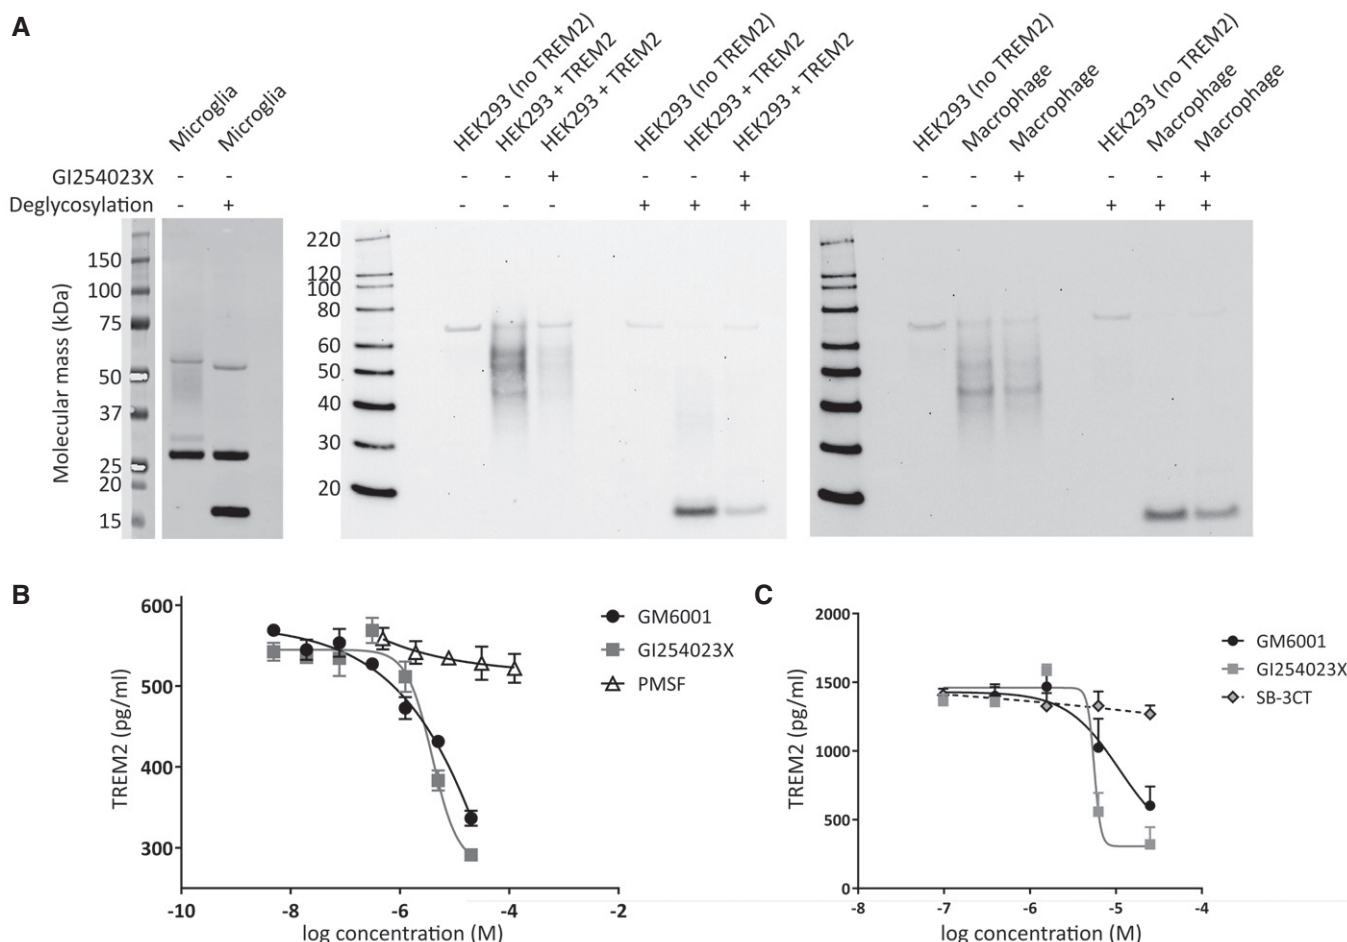 A
Microglia
Microglia
HEK293 (no TREM2)
HEK293 + TREM2
HEK293 + TREM2
HEK293 (no TREM2)
HEK293 + TREM2
HEK293 + TREM2
HEK293 (no TREM2)
Macrophage
Macrophage
HEK293 (no TREM2)
Macrophage
Macrophage
GI254023X - - - - + - - + - - + - - +
Deglycosylation - + - - - + + + - - - + + +
Molecular mass (kDa)
150
100
75
50
37
25
20
15
220
120
100
80
60
50
40
30
20
B
600
500
400
300
TREM2 (pg/ml)
-10 -8 -6 -4 -2
log concentration (M)
GM6001
GI254023X
PMSF
C
2000
1500
1000
500
0
TREM2 (pg/ml)
-8 -7 -6 -5 -4
log concentration (M)
GM6001
GI254023X
SB-3CT